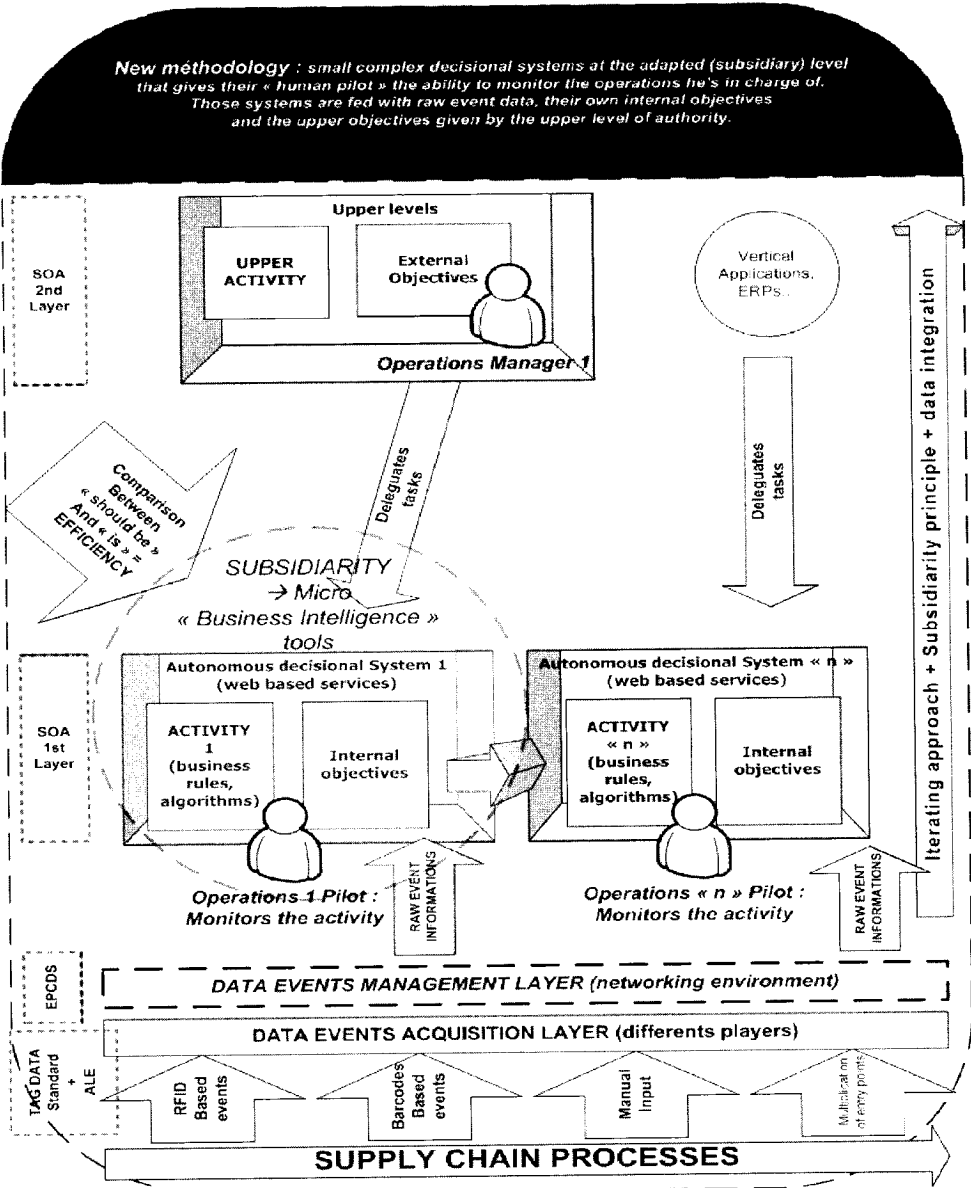 New méthodology : small complex decisional systems at the adapted (subsidiary) level
that gives their « human pilot » the ability to monitor the operations he's in charge of.
Those systems are fed with raw event data, their own internal objectives
and the upper objectives given by the upper level of authority.
SOA
2nd
Layer
Upper levels
UPPER
ACTIVITY
External
Objectives
Operations Manager 1
Vertical
Applications,
ERPs..
Iterating approach + Subsidiarity principle + data integration
Comparison
Between
« should be »
And « is » =
EFFICIENCY
Deleguates
tasks
Deleguates
tasks
SUBSIDIARITY
→ Micro
« Business Intelligence »
tools
SOA
1st
Layer
Autonomous decisional System 1
(web based services)
ACTIVITY
1
(business
rules,
algorithms)
Internal
objectives
Autonomous decisional System « n »
(web based services)
ACTIVITY
« n »
(business
rules,
algorithms)
Internal
objectives
Operations 1 Pilot :
Monitors the activity
RAW EVENT
INFORMATIONS
Operations « n » Pilot :
Monitors the activity
RAW EVENT
INFORMATIONS
EPCDS
DATA EVENTS MANAGEMENT LAYER (networking environment)
DATA EVENTS ACQUISITION LAYER (differents players)
TAG DATA
Standard
+
ALE
RFID
Based
events
Barcodes
Based
events
Manual
Input
Multiplication
of entry points
SUPPLY CHAIN PROCESSES